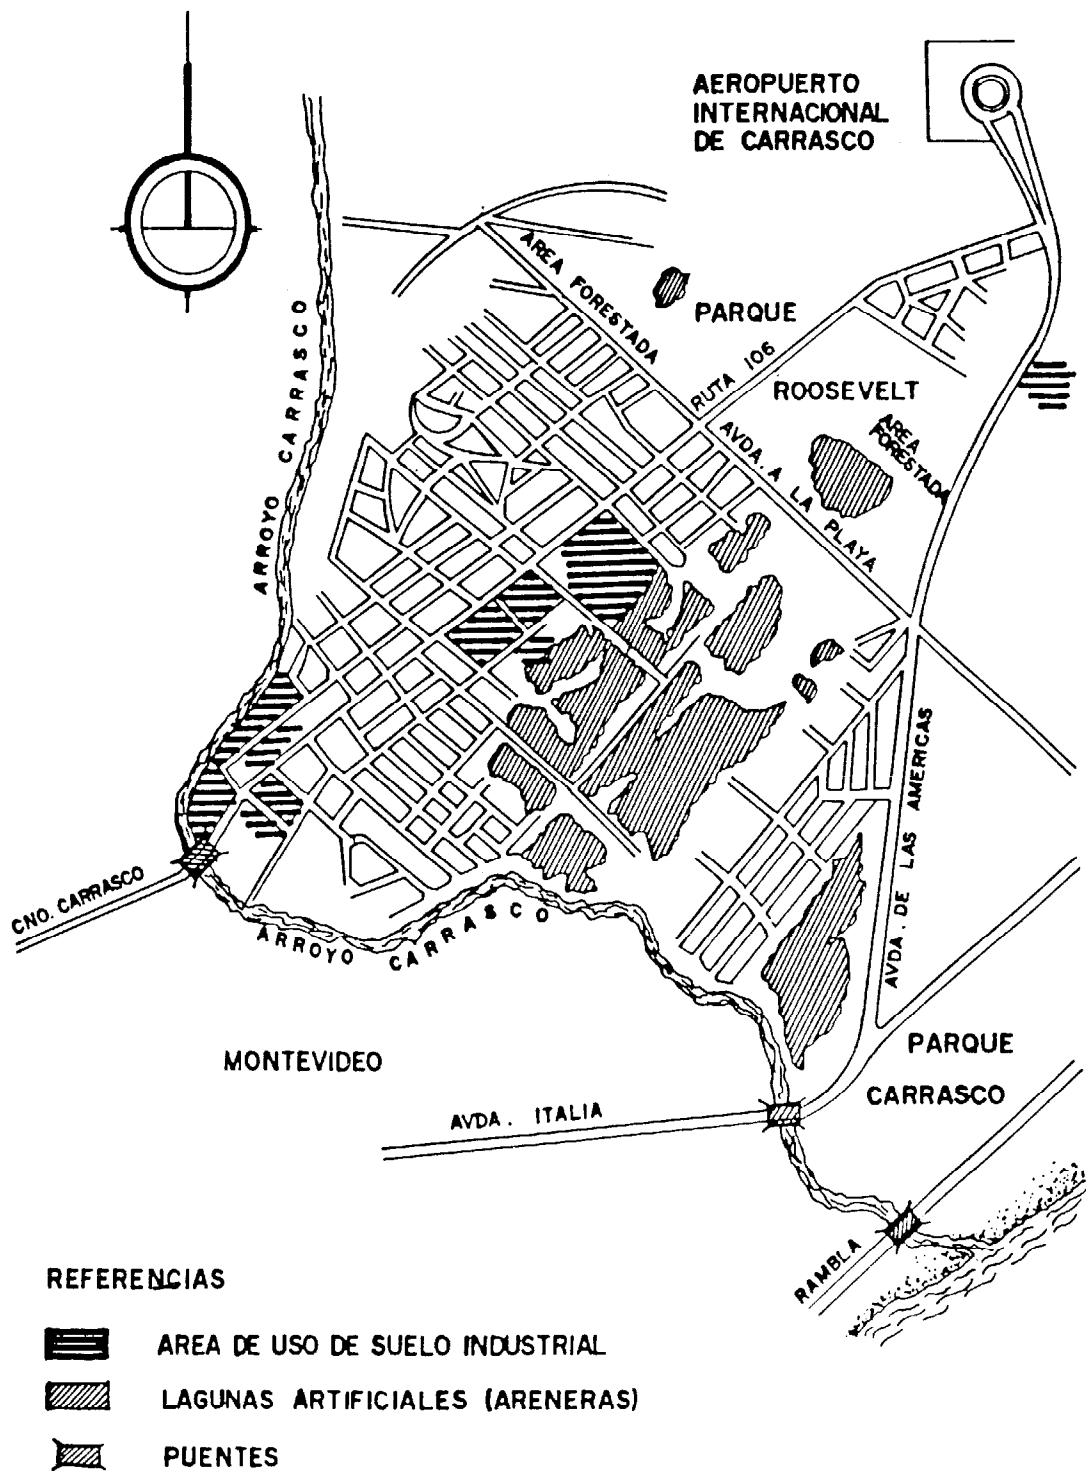 AEROPUERTO
INTERNACIONAL
DE CARRASCO
AREA FORESTADA
PARQUE
ROOSEVELT
RUTA 106
AREA
FORESTADA
AVDA. A LA PLAYA
ARROYO CARRASCO
AVDA. DE LAS AMERICAS
CNO. CARRASCO
ARROYO CARRASCO
MONTEVIDEO
PARQUE
CARRASCO
AVDA. ITALIA
RAMBLA
REFERENCIAS
AREA DE USO DE SUELO INDUSTRIAL
LAGUNAS ARTIFICIALES (ARENERAS)
PUENTES